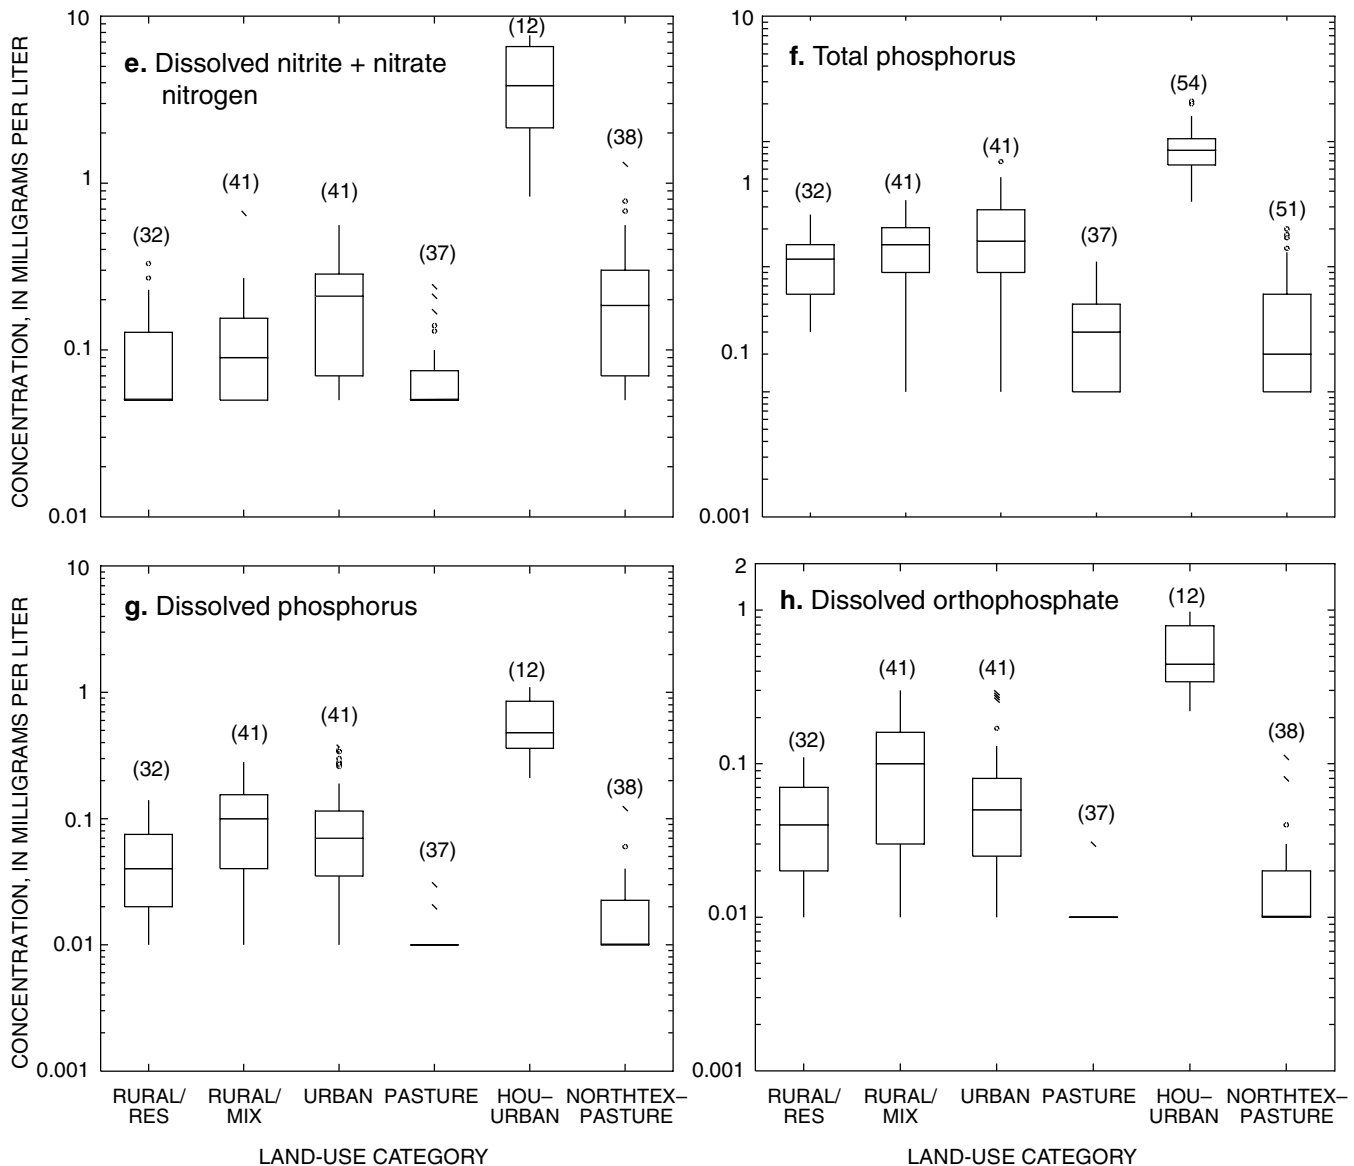 CONCENTRATION, IN MILLIGRAMS PER LITER
10
1
0.1
0.01
e. Dissolved nitrite + nitrate
nitrogen
(32)
(41)
(41)
(37)
(12)
(38)
10
1
0.1
0.001
f. Total phosphorus
(32)
(41)
(41)
(37)
(54)
(51)
CONCENTRATION, IN MILLIGRAMS PER LITER
10
1
0.1
0.01
0.001
g. Dissolved phosphorus
(32)
(41)
(41)
(37)
(12)
(38)
RURAL/
RES
RURAL/
MIX
URBAN
PASTURE
HOU–
URBAN
NORTHTEX–
PASTURE
LAND-USE CATEGORY
2
1
0.1
0.01
0.001
h. Dissolved orthophosphate
(32)
(41)
(41)
(37)
(12)
(38)
RURAL/
RES
RURAL/
MIX
URBAN
PASTURE
HOU–
URBAN
NORTHTEX–
PASTURE
LAND-USE CATEGORY